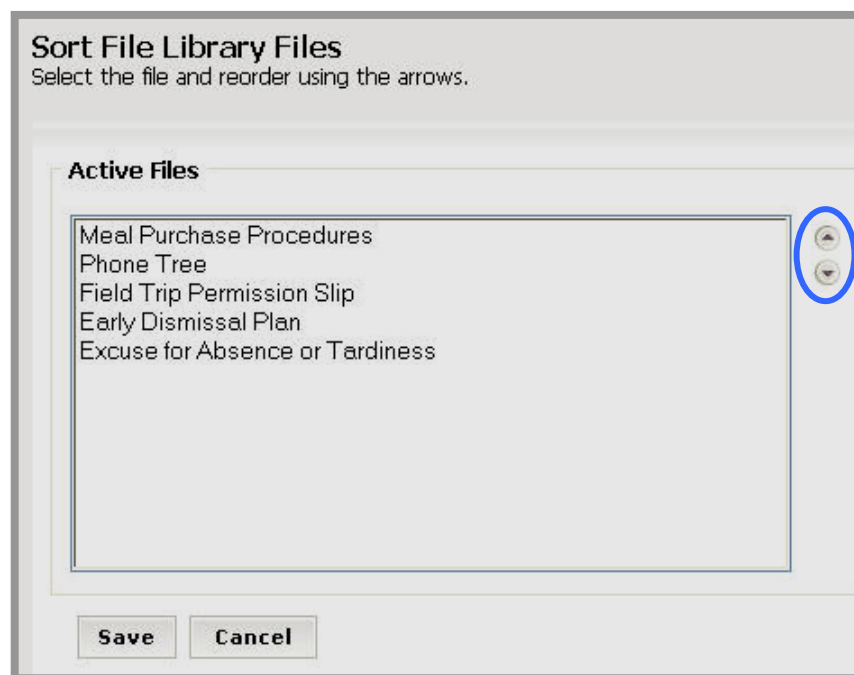 Sort File Library Files
Select the file and reorder using the arrows.
Active Files
Meal Purchase Procedures
Phone Tree
Field Trip Permission Slip
Early Dismissal Plan
Excuse for Absence or Tardiness
Save Cancel